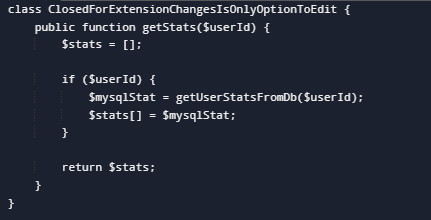 class ClosedForExtensionChangesIsOnlyOptionToEdit {
    public function getStats($userId) {
        $stats = [];

        if ($userId) {
            $mysqlStat = getUserStatsFromDb($userId);
            $stats[] = $mysqlStat;
        }

        return $stats;
    }
}